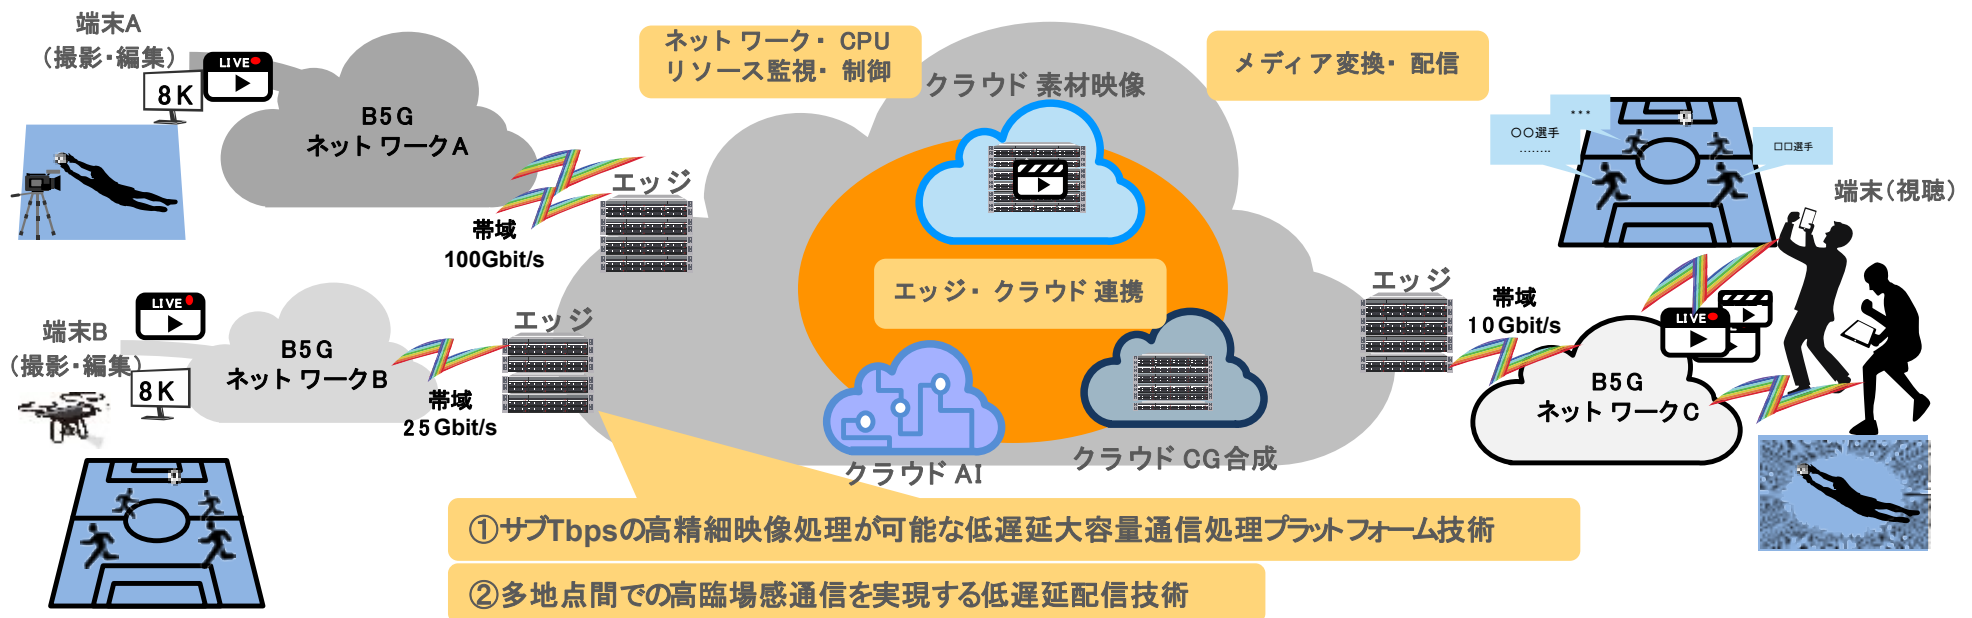 端末A
（撮影・編集）
LIVE
8K
B5G
ネットワークA
帯域
100Gbit/s
エッジ
ネットワーク・CPU
リソース監視・制御
クラウド素材映像
メディア変換・配信
***
〇〇選手
........
□□選手
端末（視聴）
エッジ・クラウド連携
LIVE
端末B
（撮影・編集）
8K
B5G
ネットワークB
帯域
25Gbit/s
エッジ
クラウドAI
クラウドCG合成
エッジ
帯域
10Gbit/s
LIVE
B5G
ネットワークC
①サブTbpsの高精細映像処理が可能な低遅延大容量通信処理プラットフォーム技術
②多地点間での高臨場感通信を実現する低遅延配信技術